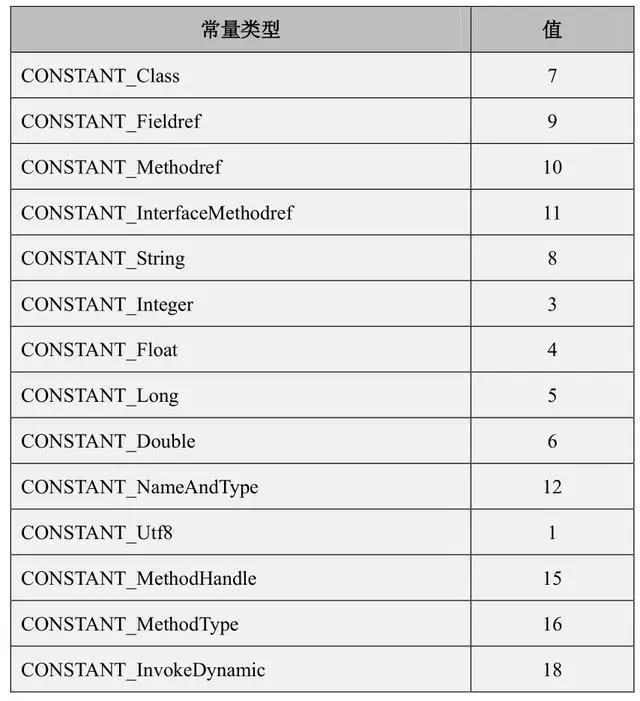 常量类型 值
CONSTANT_Class 7
CONSTANT_Fieldref 9
CONSTANT_Methodref 10
CONSTANT_InterfaceMethodref 11
CONSTANT_String 8
CONSTANT_Integer 3
CONSTANT_Float 4
CONSTANT_Long 5
CONSTANT_Double 6
CONSTANT_NameAndType 12
CONSTANT_Utf8 1
CONSTANT_MethodHandle 15
CONSTANT_MethodType 16
CONSTANT_InvokeDynamic 18